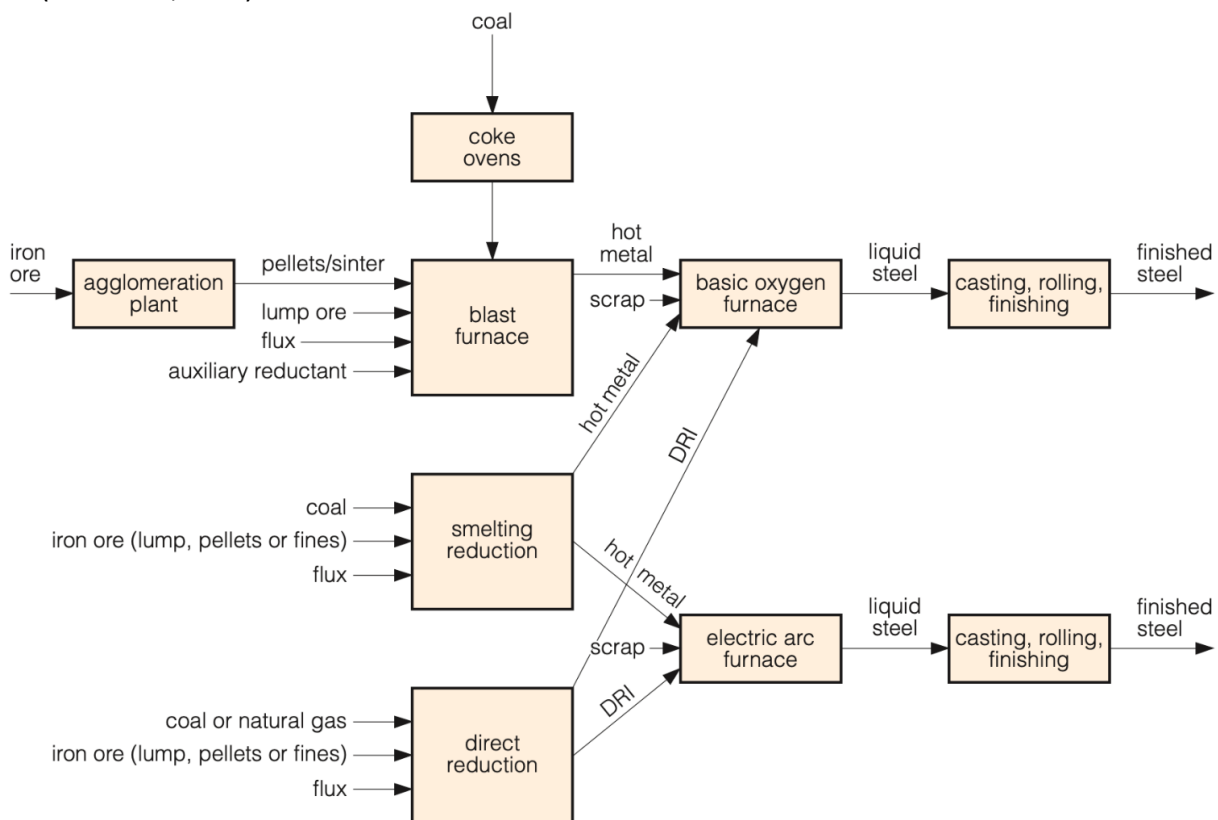 coal
coke
ovens
iron
ore
agglomeration
plant
pellets/sinter
lump ore
flux
auxiliary reductant
blast
furnace
hot
metal
scrap
basic oxygen
furnace
liquid
steel
casting, rolling,
finishing
finished
steel
hot metal
DRI
coal
iron ore (lump, pellets or fines)
flux
smelting
reduction
hot metal
scrap
DRI
electric arc
furnace
liquid
steel
casting, rolling,
finishing
finished
steel
coal or natural gas
iron ore (lump, pellets or fines)
flux
direct
reduction